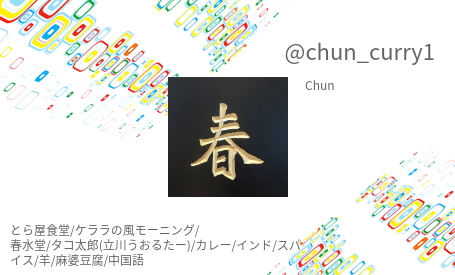 @chun_curry1
Chun
春
とら屋食堂/ケララの風モーニング/
春水堂/タコ太郎(立川うおるたー)/カレー/インド/スパ
イス/羊/麻婆豆腐/中国語